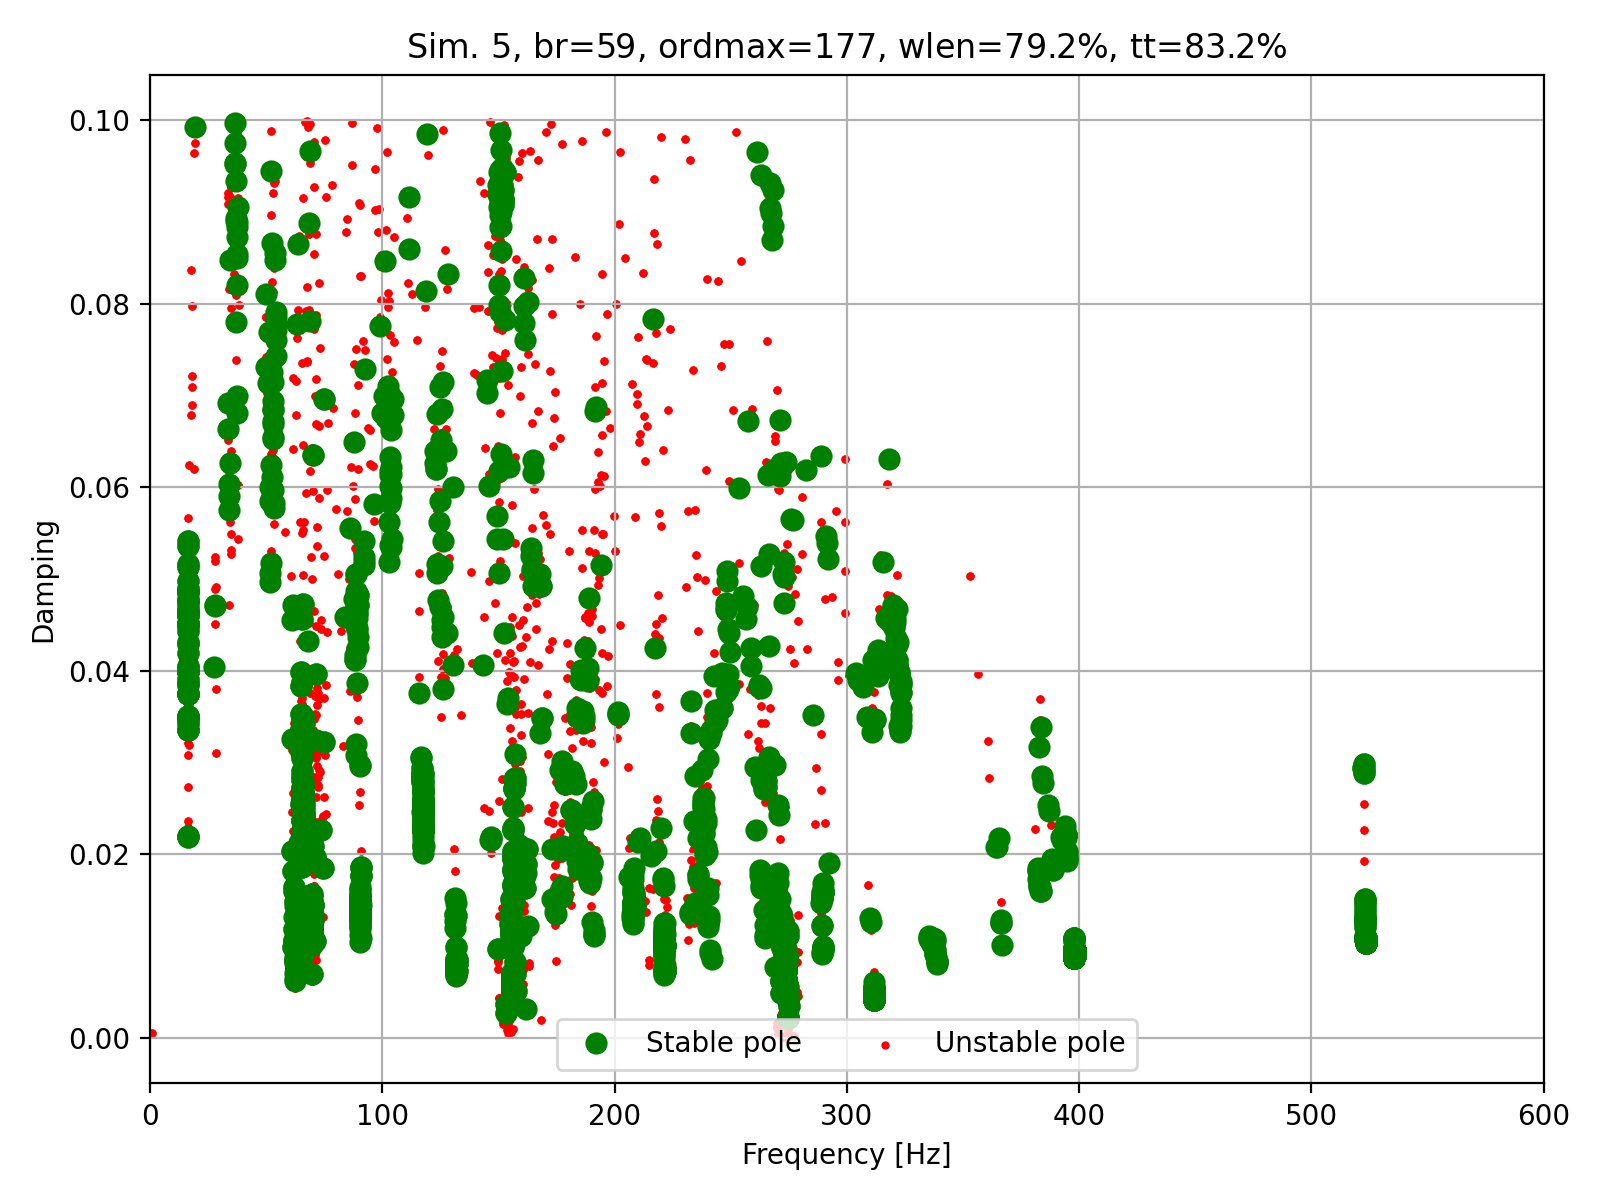 Sim. 5, br=59, ordmax=177, wlen=79.2%, tt=83.2%
0.10
0.08
0.06
0.04
0.02
0.00
Damping
Stable pole
Unstable pole
0
100
200
300
400
500
600
Frequency [Hz]